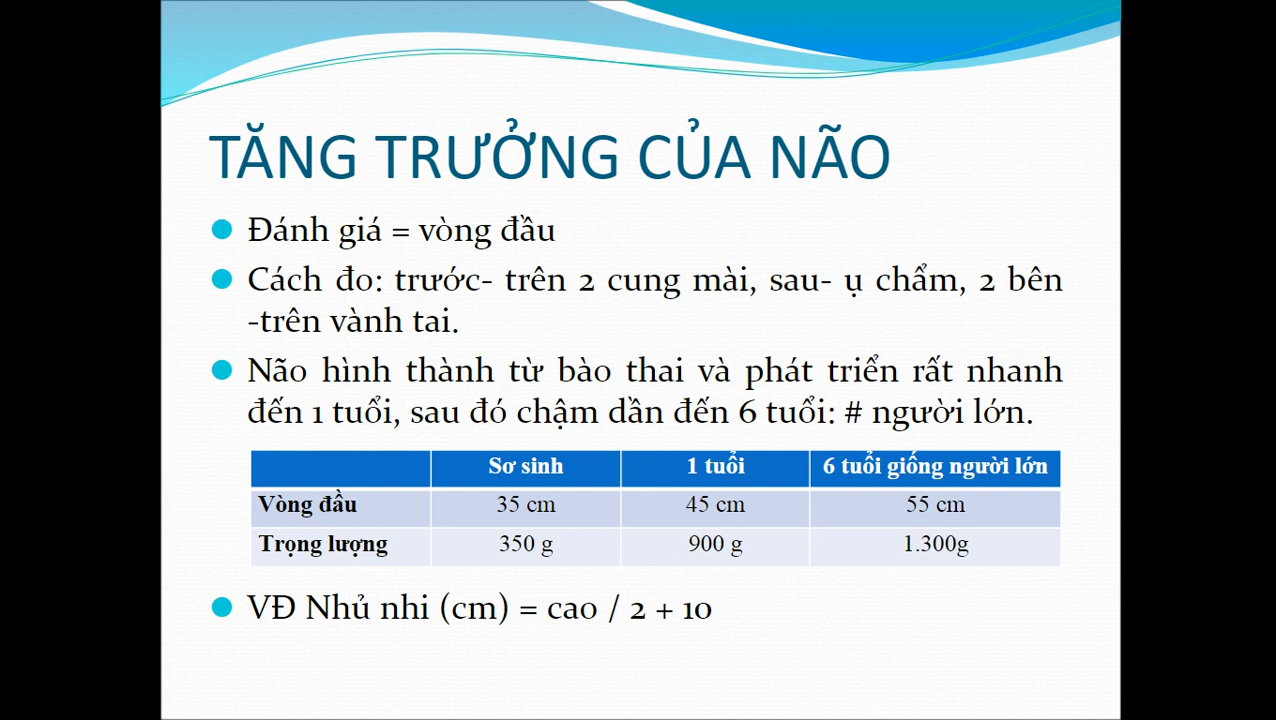 TĂNG TRƯỞNG CỦA NÃO
Đánh giá = vòng đầu
Cách đo: trước- trên 2 cung mài, sau- ụ chẩm, 2 bên
-trên vành tai.
Não hình thành từ bào thai và phát triển rất nhanh
đến 1 tuổi, sau đó chậm dần đến 6 tuổi: # người lớn.
Sơ sinh 1 tuổi 6 tuổi giống người lớn
Vòng đầu 35 cm 45 cm 55 cm
Trọng lượng 350 g 900 g 1.300g
VĐ Nhủ nhi (cm) = cao / 2 + 10